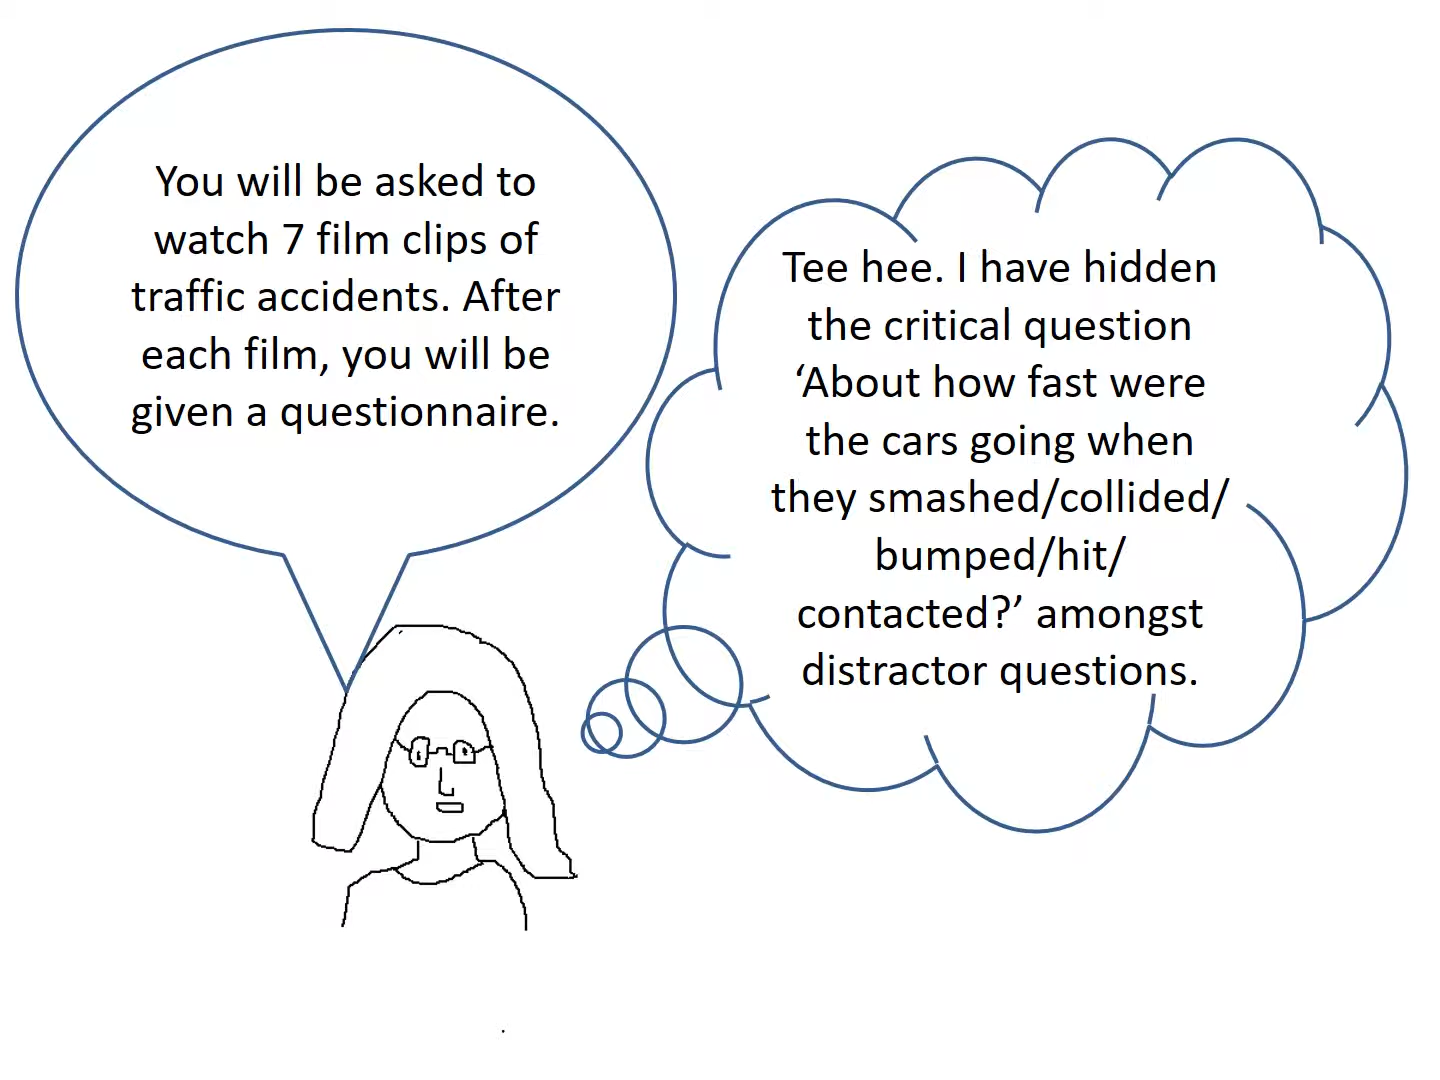 You will be asked to
watch 7 film clips of
traffic accidents. After
each film, you will be
given a questionnaire.
Tee hee. I have hidden
the critical question
‘About how fast were
the cars going when
they smashed/collided/
bumped/hit/
contacted?’ amongst
distractor questions.